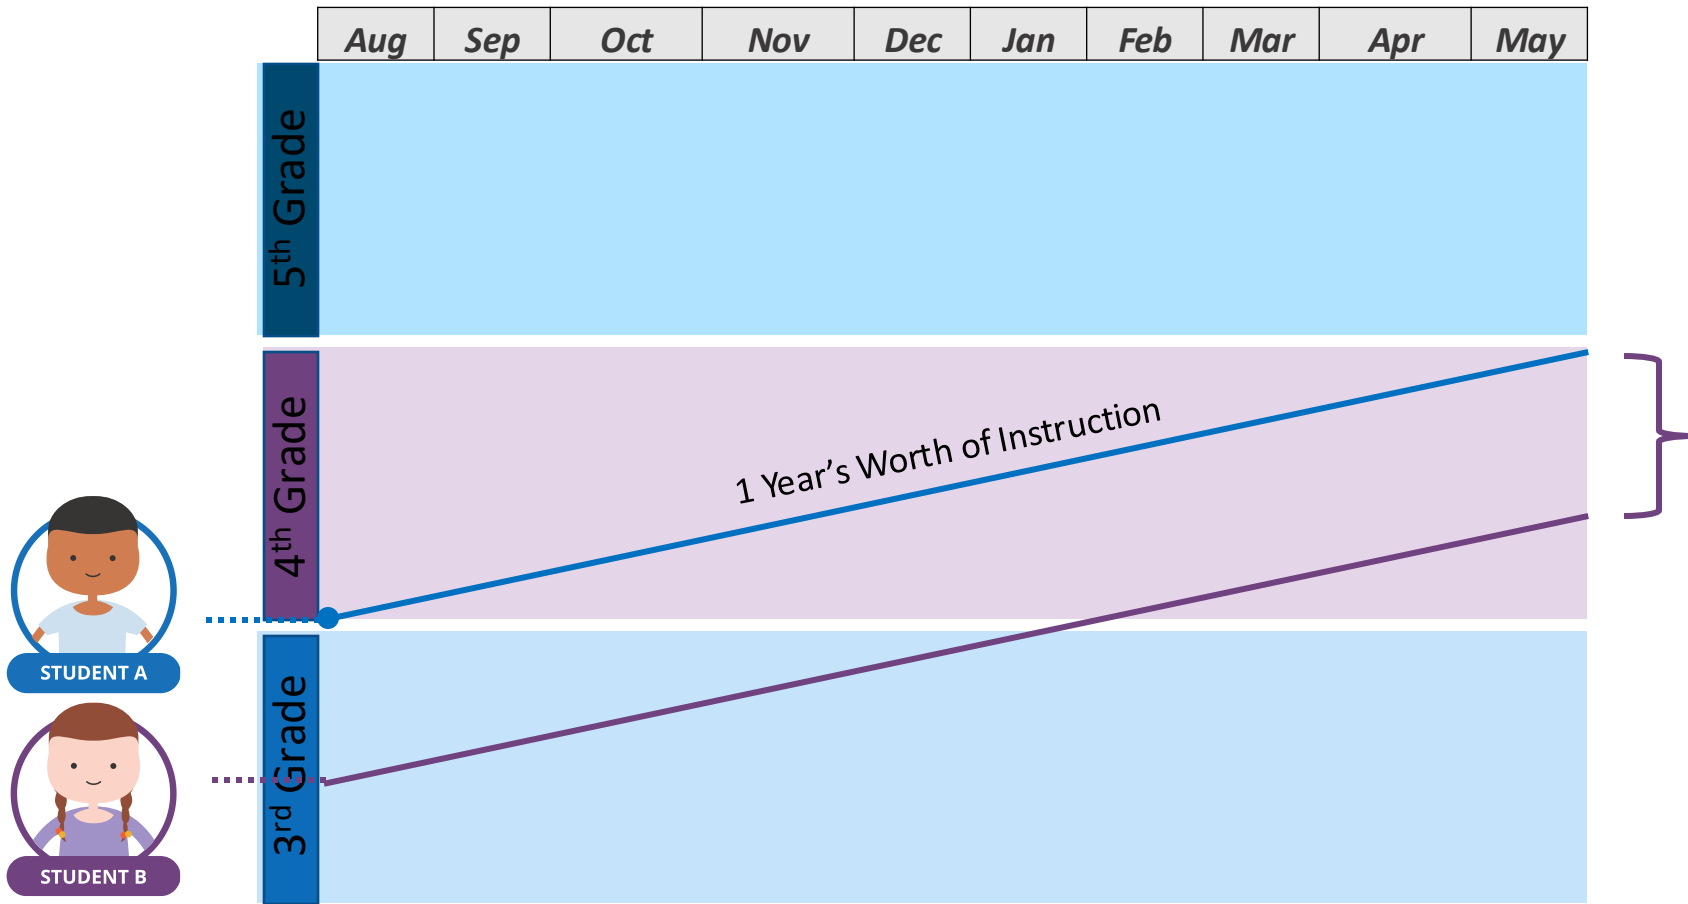 Aug Sep Oct Nov Dec Jan Feb Mar Apr May
5th Grade
4th Grade
1 Year's Worth of Instruction
3rd Grade
STUDENT A
STUDENT B